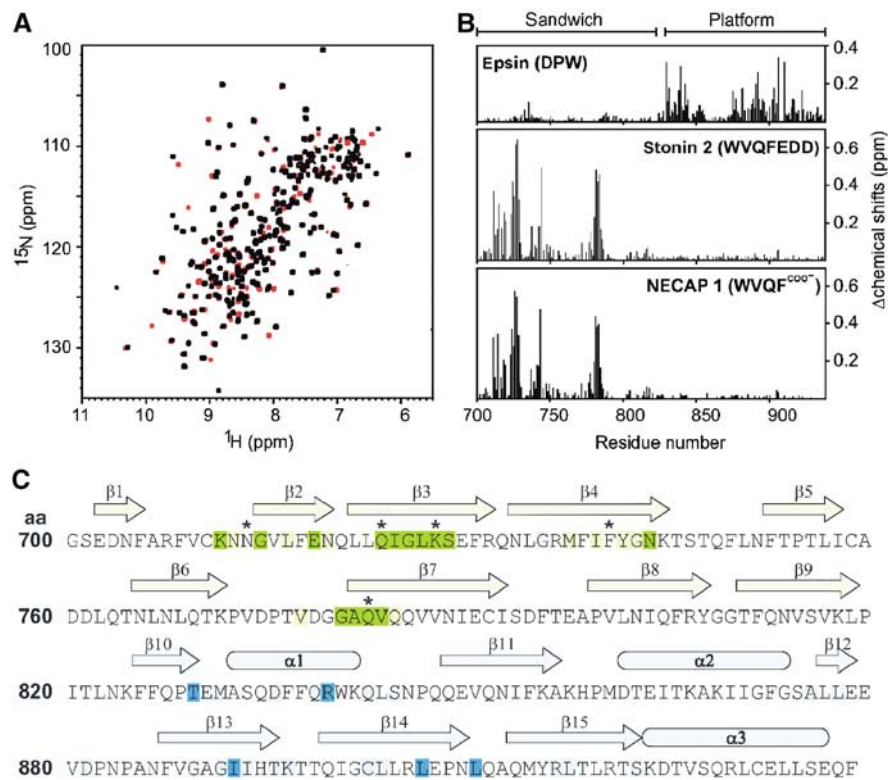 A
100
110
120
130
15N (ppm)
11 10 9 8 7 6
1H (ppm)
B
Sandwich Platform
Epsin (DPW)
0.4
0.2
Stonin 2 (WVQFEDD)
0.6
0.4
0.2
NECAP 1 (WVQFcoo−)
0.6
0.4
0.2
Δchemical shifts (ppm)
700 750 800 850 900
Residue number
C
β1 β2 β3 β4 β5
aa
* * * *
700 GSEDNFARFVCKNNGVLFENQLLQIGLKSEFRQNLGRMFIFYGNKTSTQFLNFTPTLICA
β6 β7 β8 β9
*
760 DDLQTNLNLQTKPVDPTVDGGAQVQQVVNIECISDFTEAPVLNIQFRYGGTFQNVSVKLP
β10 α1 β11 α2 β12
820 ITLNKFFQPTEMASQDFFQRWKQLSNPQQEVQNIFKAKHPMDTEITKAKIIGFGSALLEE
β13 β14 β15 α3
880 VDPNPANFVGAGIIHTKTTQIGCLLRLEPNLQAQMYRLTLRTSKDTVSQRLCELLSEQF